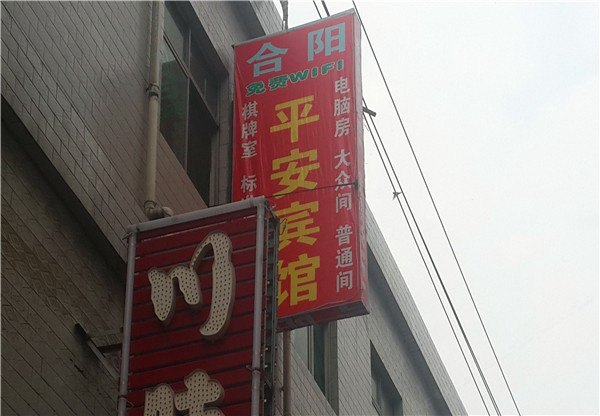 合阳
免费WIFI
平安宾馆
棋牌室 标
电脑房 大众间 普通间
川